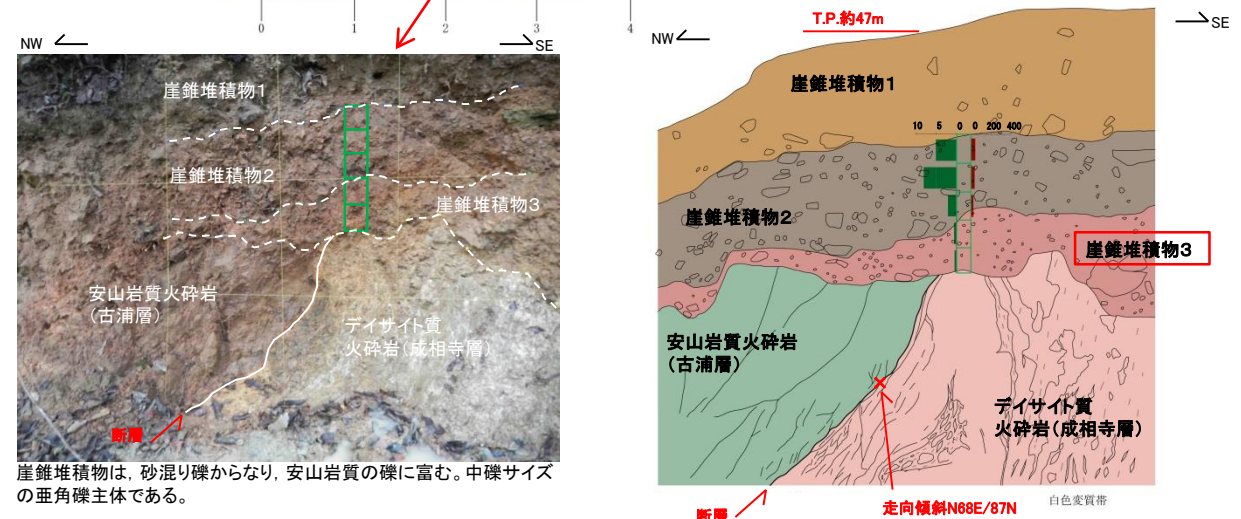 0 1 2 3 4
NW SE
崖錐堆積物1
崖錐堆積物2
崖錐堆積物3
安山岩質火砕岩
(古浦層)
デイサイト質
火砕岩(成相寺層)
断層
崖錐堆積物は，砂混り礫からなり，安山岩質の礫に富む。中礫サイズ
の亜角礫主体である。
T.P.約47m
NW SE
崖錐堆積物1
10 5 0 0 200 400
崖錐堆積物2
崖錐堆積物3
安山岩質火砕岩
(古浦層)
デイサイト質
火砕岩(成相寺層)
白色変質帯
走向傾斜N68E/87N
断層